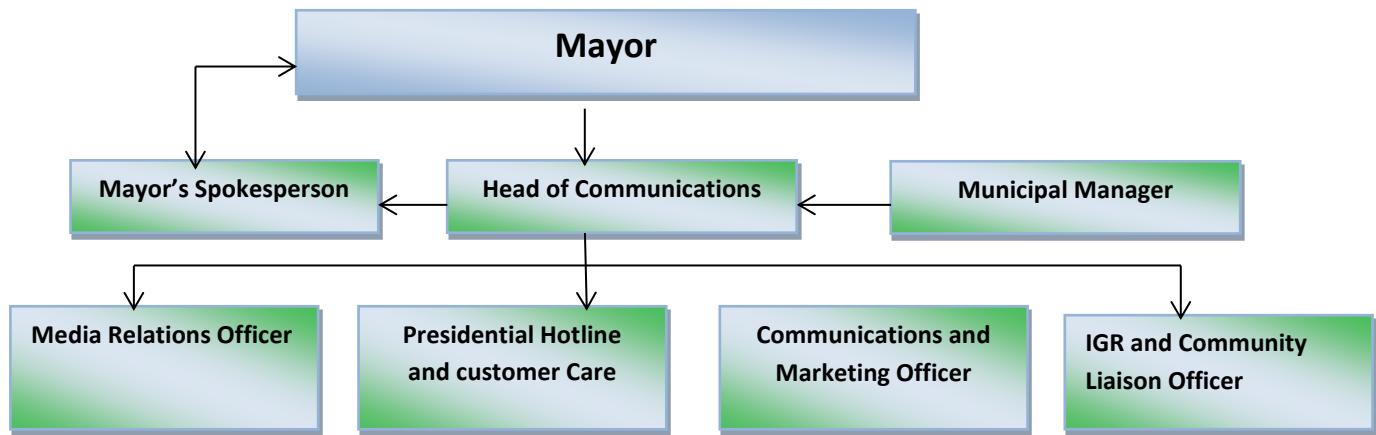 Mayor
Mayor's Spokesperson
Head of Communications
Municipal Manager
Media Relations Officer
Presidential Hotline
and customer Care
Communications and
Marketing Officer
IGR and Community
Liaison Officer